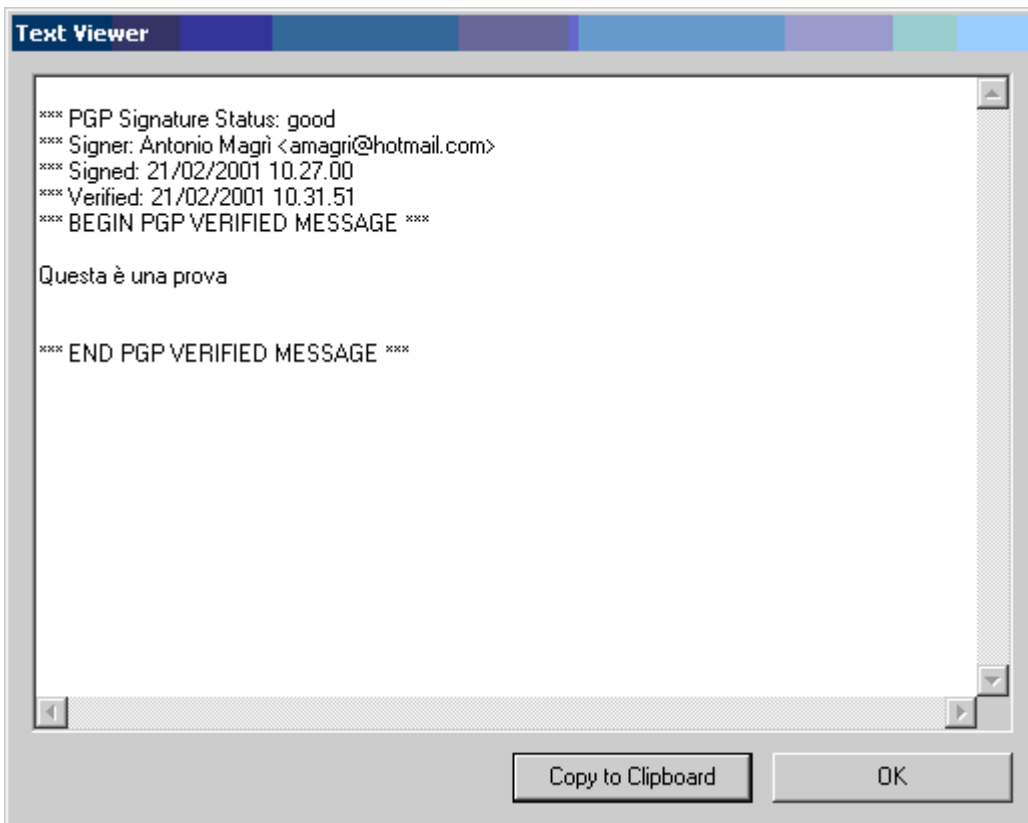 Text Viewer
*** PGP Signature Status: good
*** Signer: Antonio Magrì <amagri@hotmail.com>
*** Signed: 21/02/2001 10.27.00
*** Verified: 21/02/2001 10.31.51
*** BEGIN PGP VERIFIED MESSAGE ***
Questa è una prova
*** END PGP VERIFIED MESSAGE ***
Copy to Clipboard
OK